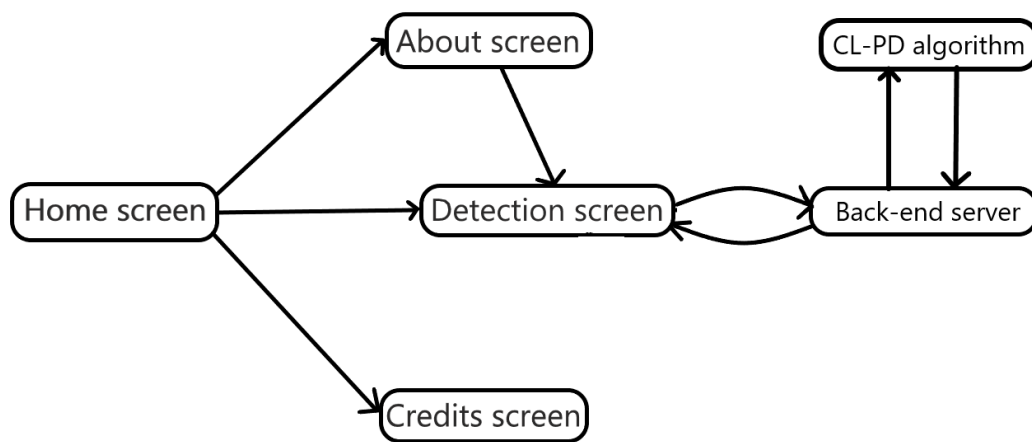 About screen
CL-PD algorithm
Home screen
Detection screen
Back-end server
Credits screen